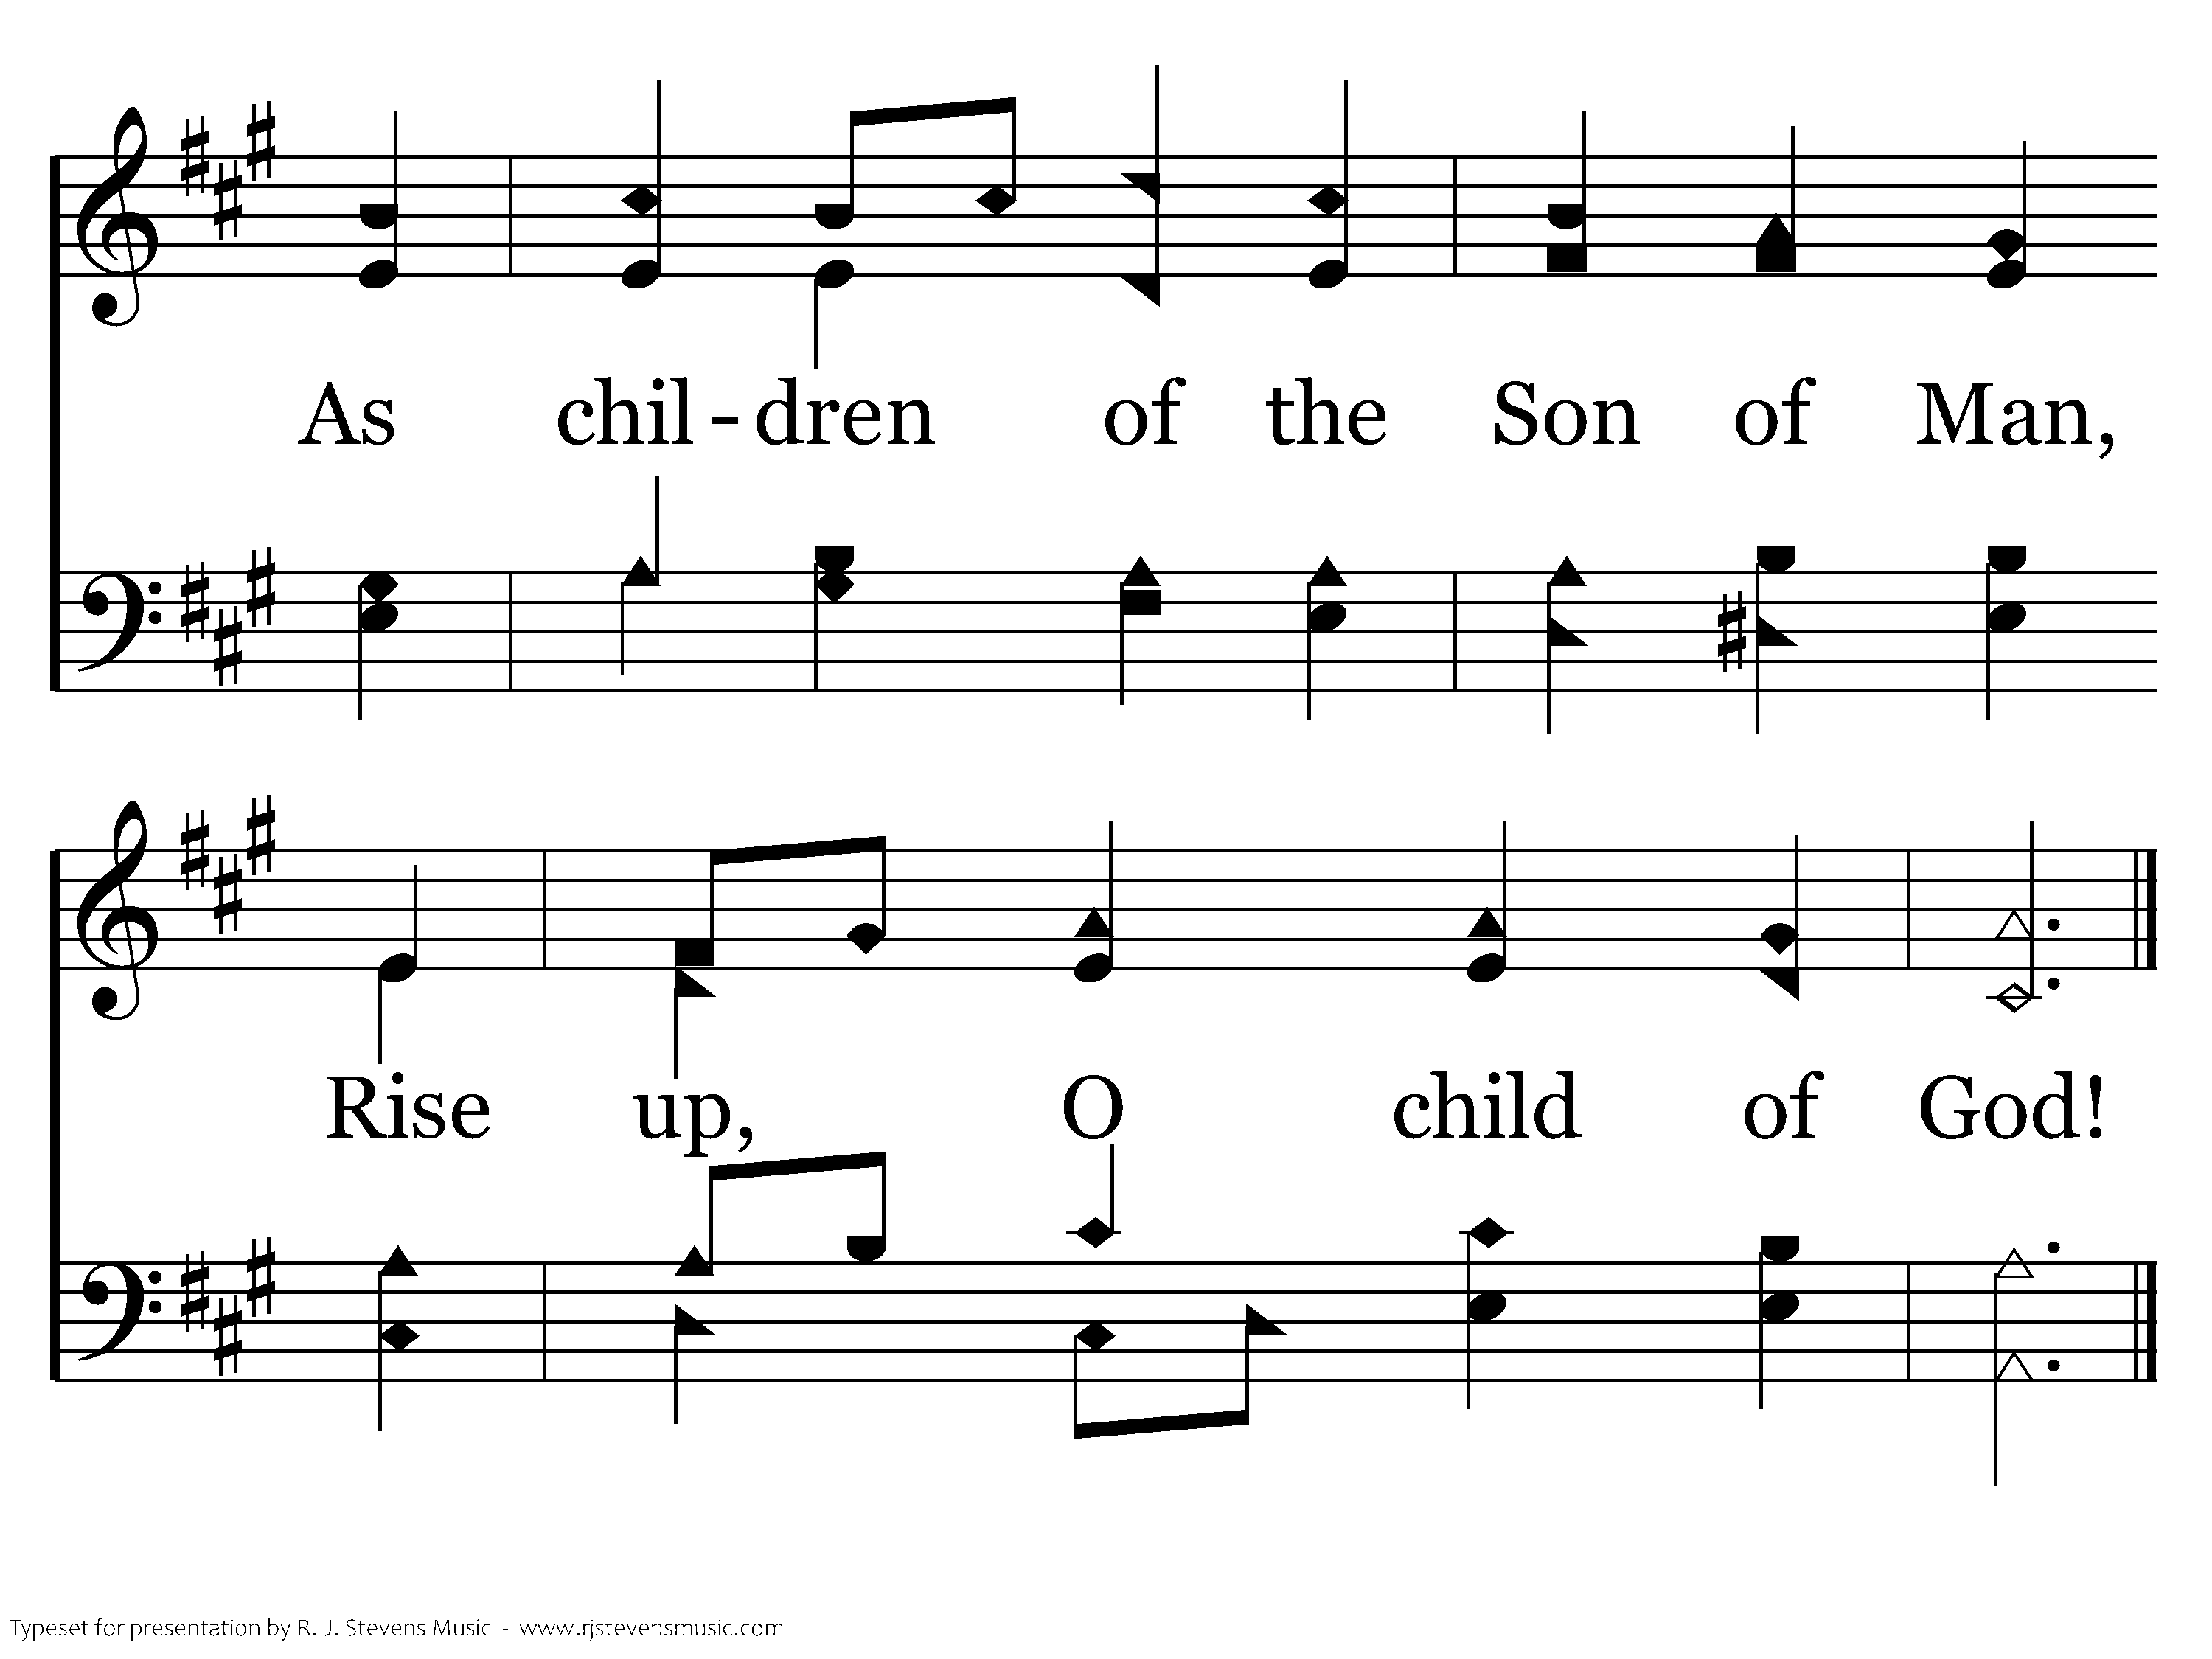 As chil - dren of the Son of Man,
Rise up, O child of God!
Typeset for presentation by R. J. Stevens Music - www.rjstevensmusic.com